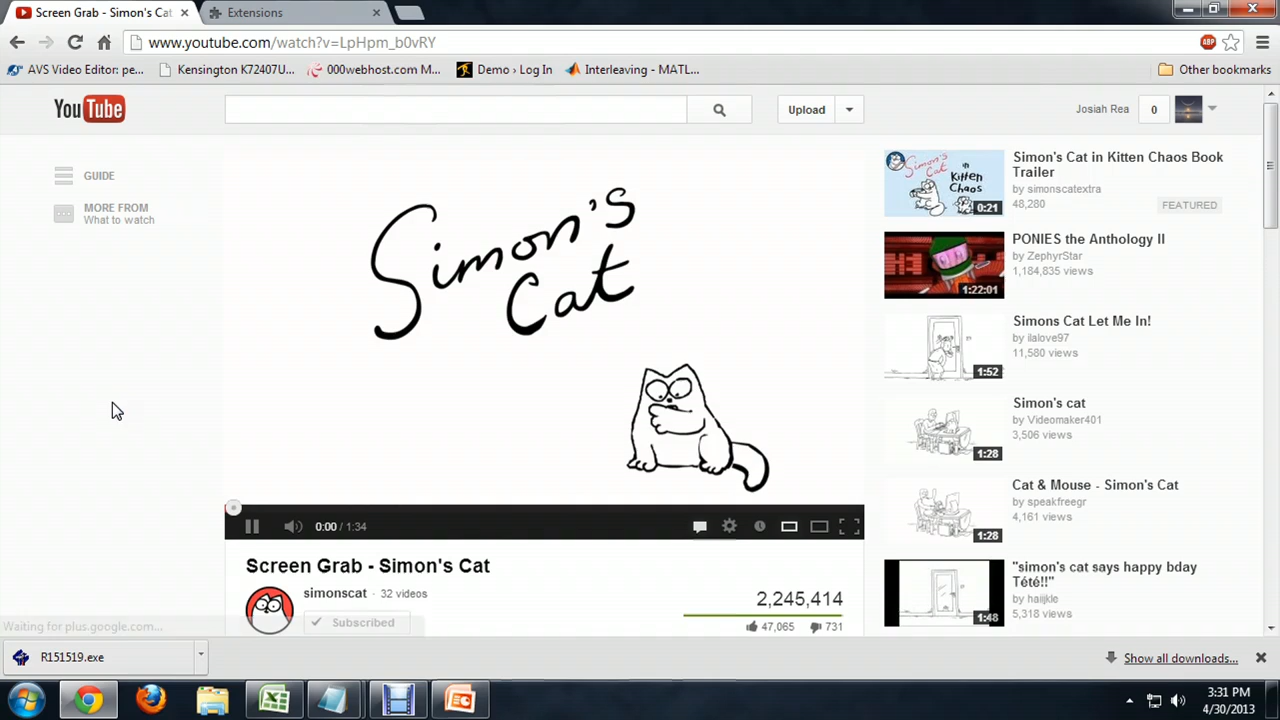 Screen Grab - Simon's Cat
Extensions
www.youtube.com/watch?v=LpHpm_b0vRY
ABP
AVS Video Editor: pe...
Kensington K72407U...
000webhost.com M...
Demo › Log In
Interleaving - MATL...
Other bookmarks
YouTube
Upload
Josiah Rea
0
GUIDE
MORE FROM
What to watch
Simon's
Cat
0:00 / 1:34
Screen Grab - Simon's Cat
simonscat · 32 videos
Subscribed
2,245,414
47,065
731
Simon's Cat in Kitten Chaos
0:21
Simon's Cat in Kitten Chaos Book
Trailer
by simonscatextra
48,280
FEATURED
1:22:01
PONIES the Anthology II
by ZephyrStar
1,184,835 views
1:52
Simons Cat Let Me In!
by ilalove97
11,580 views
1:28
Simon's cat
by Videomaker401
3,506 views
1:28
Cat & Mouse - Simon's Cat
by speakfreegr
4,161 views
1:48
"simon's cat says happy bday
Tété!!"
by haiijkle
5,318 views
Waiting for plus.google.com...
R151519.exe
Show all downloads...
3:31 PM
4/30/2013